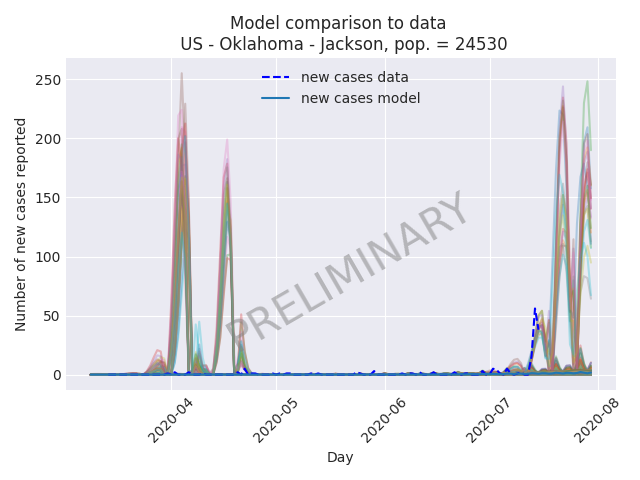 Model comparison to data
US - Oklahoma - Jackson, pop. = 24530
new cases data
new cases model
Number of new cases reported
250
200
150
100
50
0
PRELIMINARY
2020-04
2020-05
2020-06
2020-07
2020-08
Day